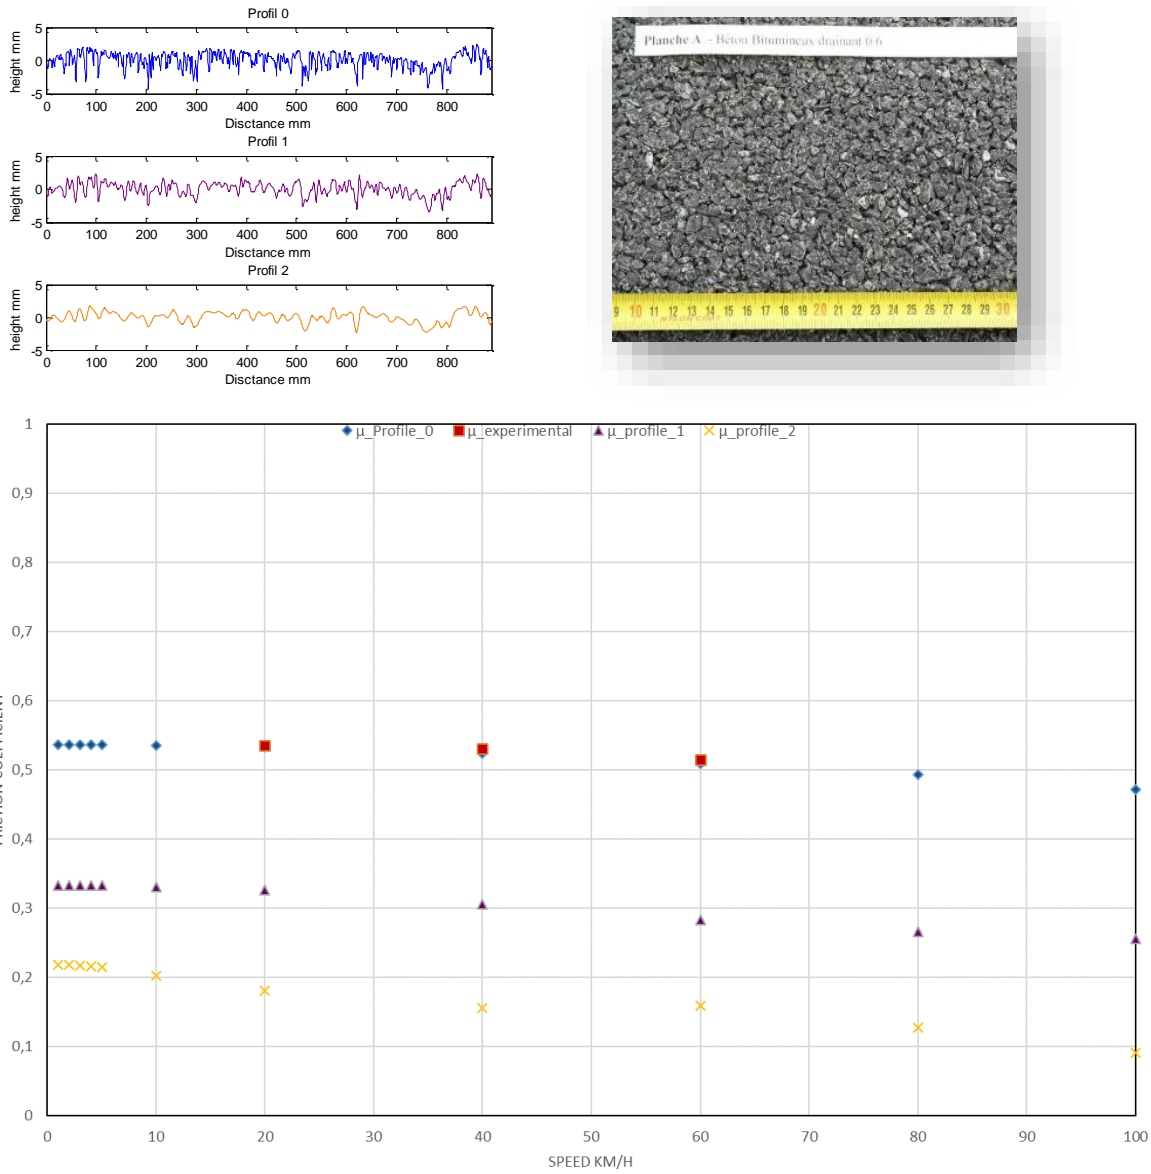 Profil 0
5
0
-5
height mm
0 100 200 300 400 500 600 700 800
Disctance mm
Profil 1
5
0
-5
height mm
0 100 200 300 400 500 600 700 800
Disctance mm
Profil 2
5
0
-5
height mm
0 100 200 300 400 500 600 700 800
Disctance mm
Planche A - Beton Bitumineax drainant 0-6
9 10 11 12 13 14 15 16 17 18 19 20 21 22 23 24 25 26 27 28 29 30
μ_Profile_0 μ_experimental μ_profile_1 μ_profile_2
1
0,9
0,8
0,7
0,6
0,5
0,4
0,3
0,2
0,1
0
FRICTION COEFFICIENT
0 10 20 30 40 50 60 70 80 90 100
SPEED KM/H